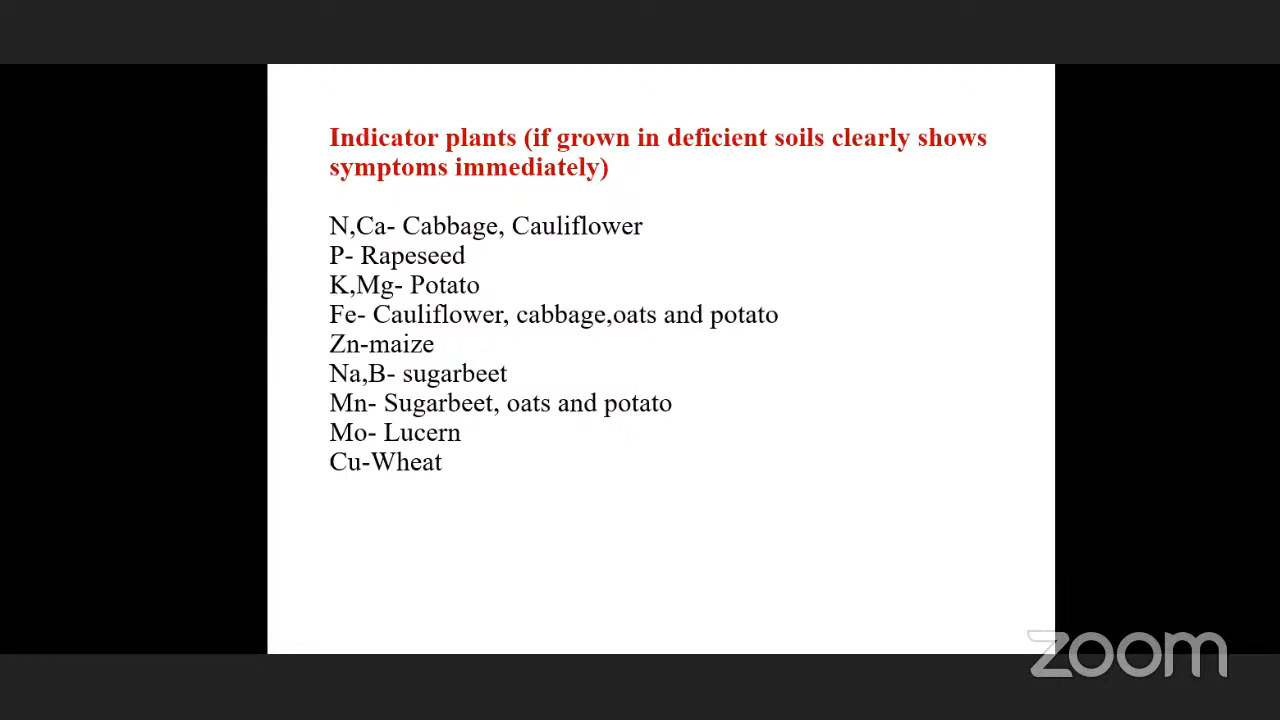 Indicator plants (if grown in deficient soils clearly shows
symptoms immediately)
N,Ca- Cabbage, Cauliflower
P- Rapeseed
K,Mg- Potato
Fe- Cauliflower, cabbage,oats and potato
Zn-maize
Na,B- sugarbeet
Mn- Sugarbeet, oats and potato
Mo- Lucern
Cu-Wheat
zoom